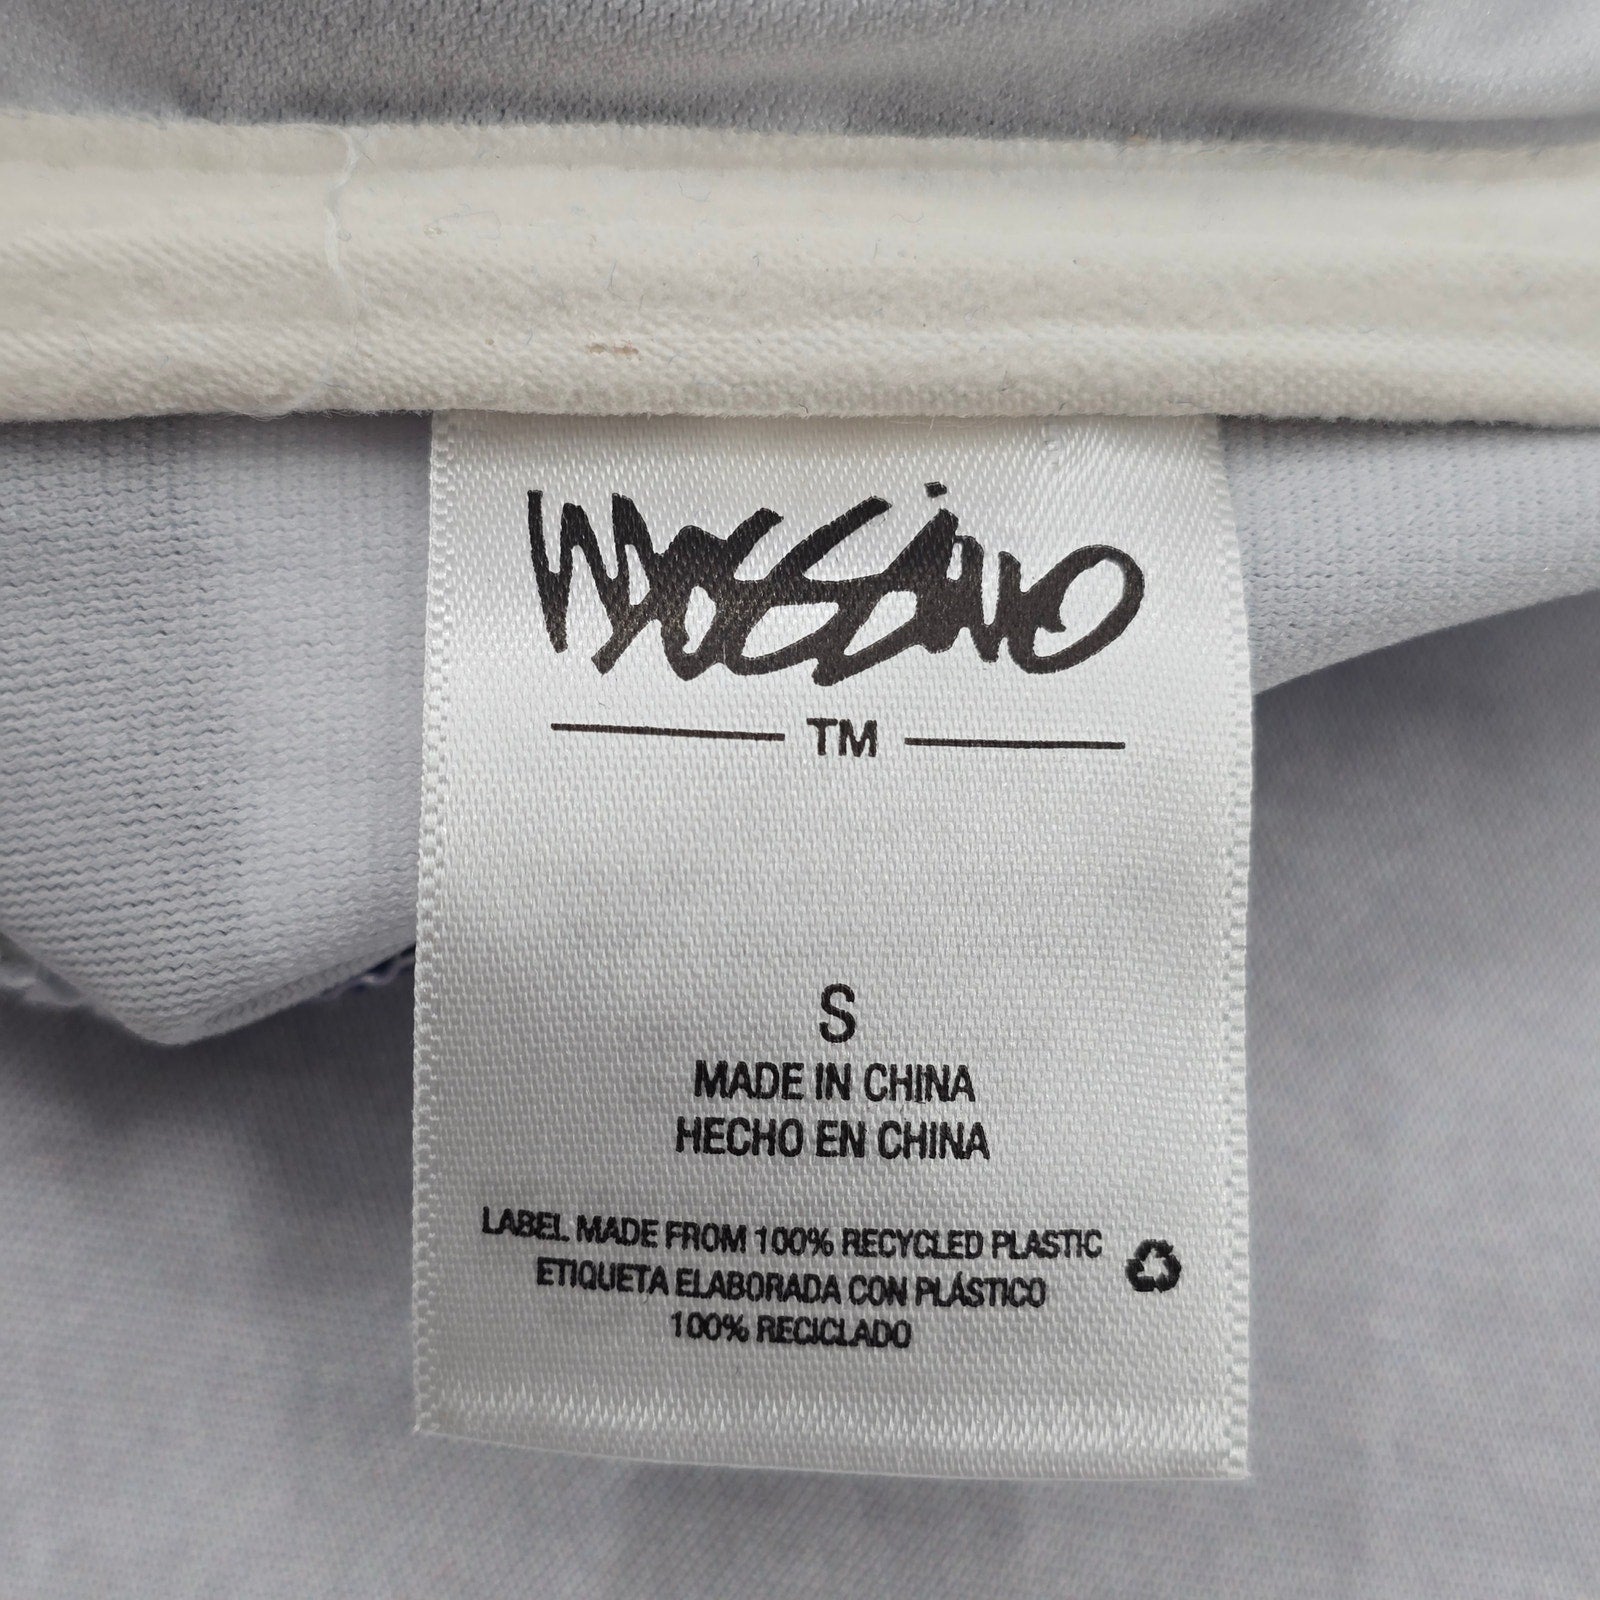 MOSSIMO
TM
S
MADE IN CHINA
HECHO EN CHINA
LABEL MADE FROM 100% RECYCLED PLASTIC
ETIQUETA ELABORADA CON PLÁSTICO
100% RECICLADO